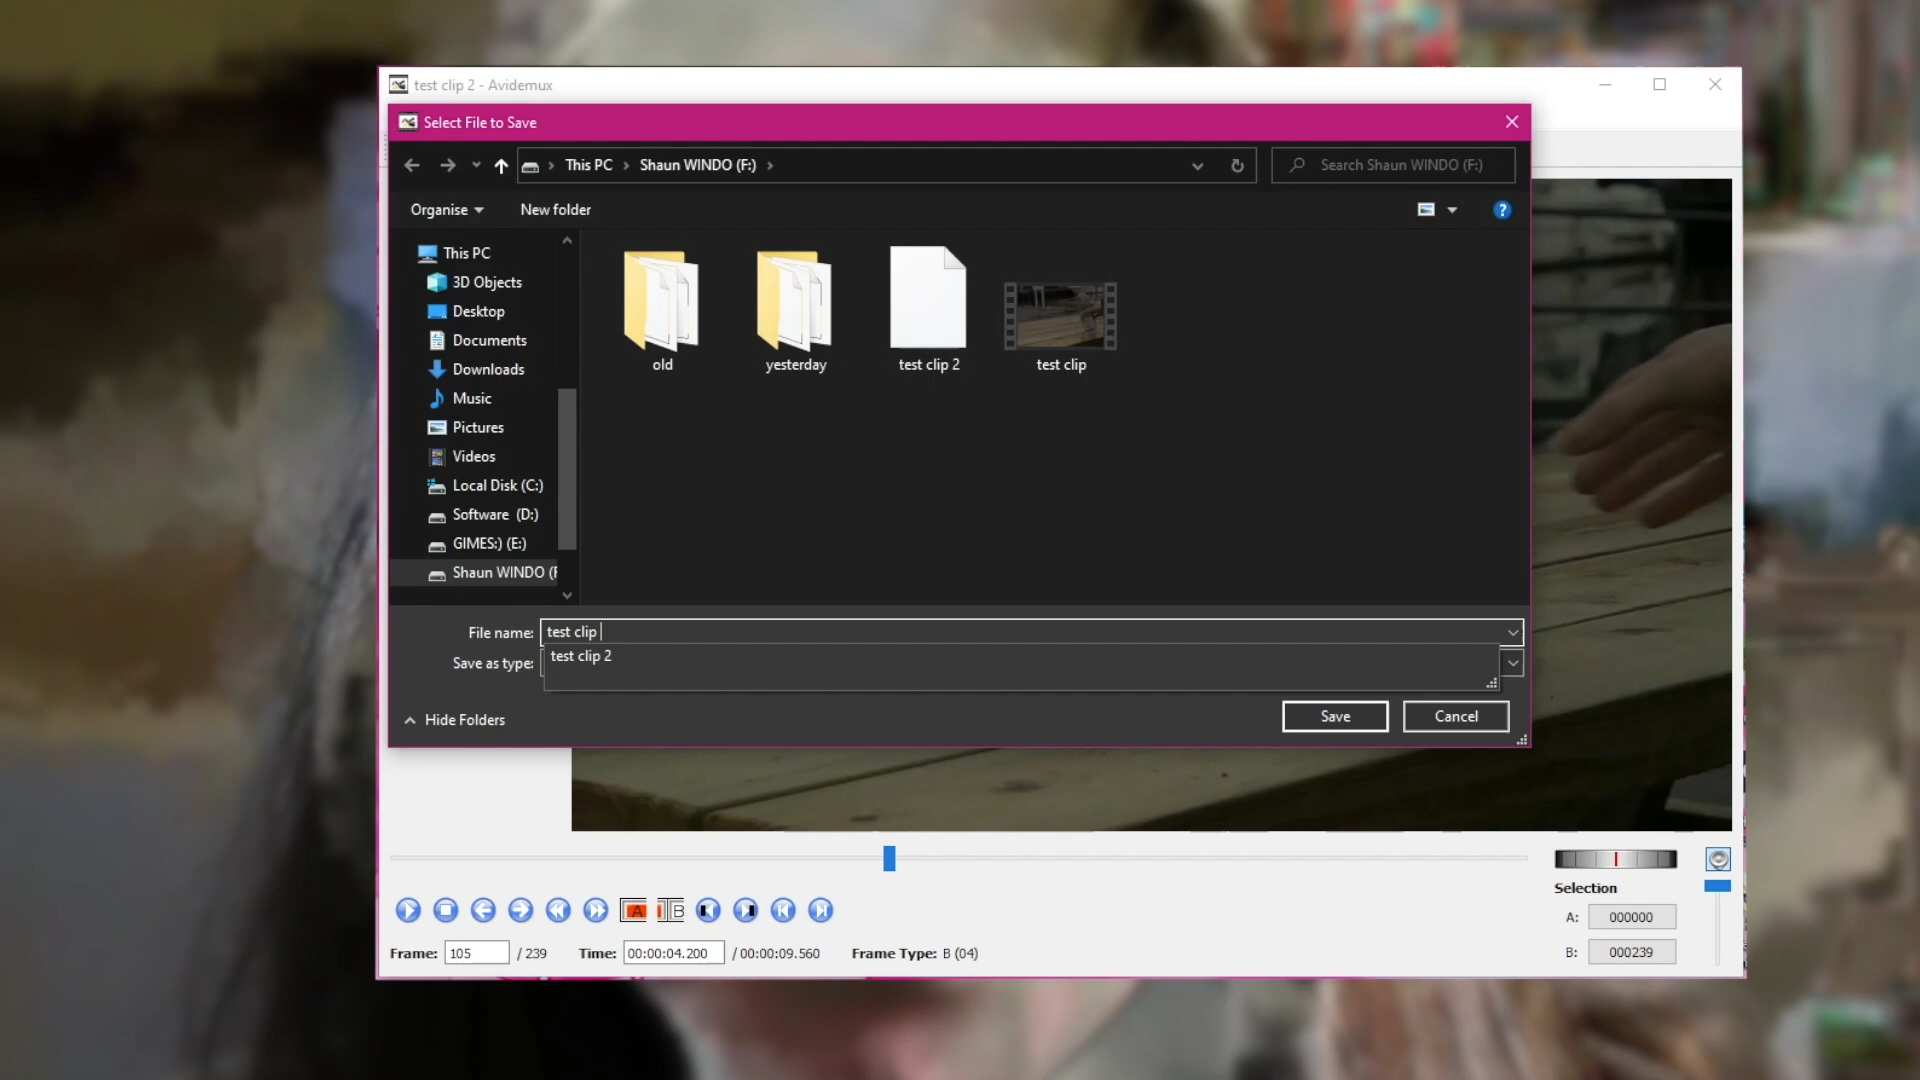 test clip 2 - Avidemux
Select File to Save
This PC
Shaun WINDO (F:)
Search Shaun WINDO (F:)
Organise
New folder
?
This PC
3D Objects
Desktop
Documents
Downloads
Music
Pictures
Videos
Local Disk (C:)
Software (D:)
GIMES:) (E:)
Shaun WINDO (F
old
yesterday
test clip 2
test clip
File name: test clip
test clip 2
Save as type:
Hide Folders
Save
Cancel
A
B
Selection
A: 000000
B: 000239
Frame: 105 / 239 Time: 00:00:04.200 / 00:00:09.560 Frame Type: B (04)